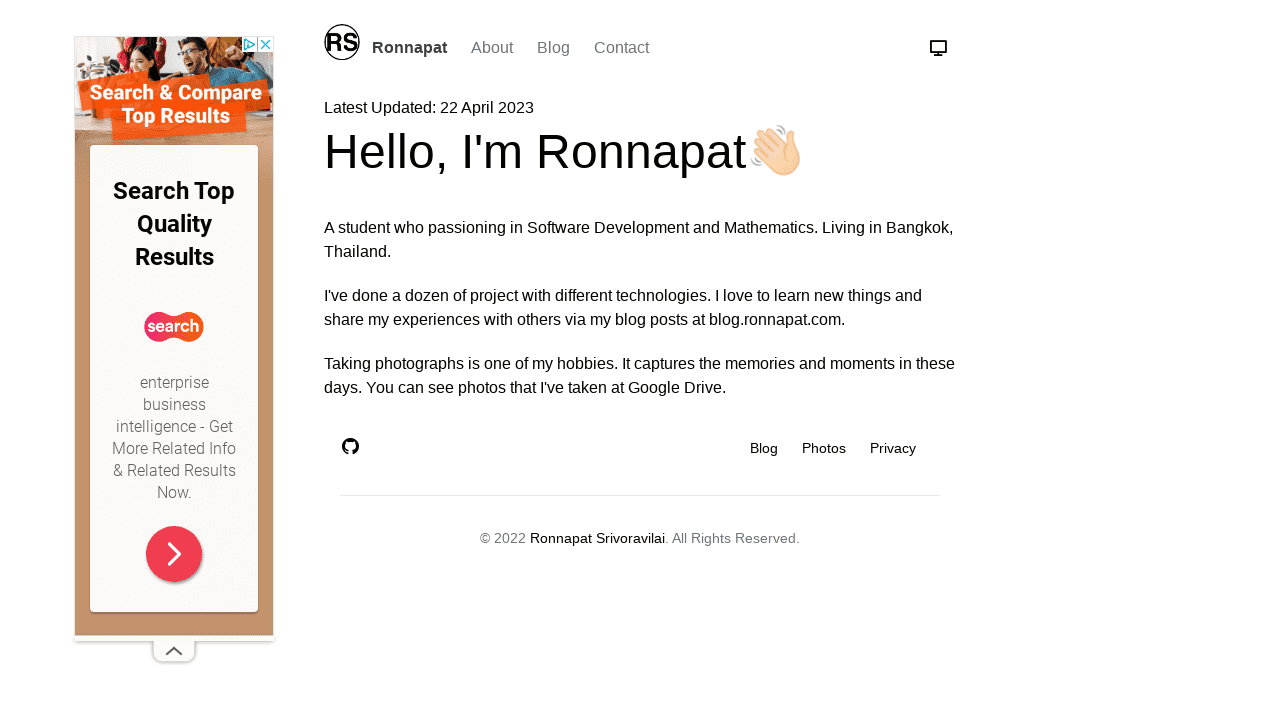 RS
Ronnapat About Blog Contact
Latest Updated: 22 April 2023
Hello, I'm Ronnapat
A student who passioning in Software Development and Mathematics. Living in Bangkok,
Thailand.
I've done a dozen of project with different technologies. I love to learn new things and
share my experiences with others via my blog posts at blog.ronnapat.com.
Taking photographs is one of my hobbies. It captures the memories and moments in these
days. You can see photos that I've taken at Google Drive.
Blog Photos Privacy
© 2022 Ronnapat Srivoravilai. All Rights Reserved.
Search & Compare
Top Results
Search Top
Quality
Results
search
enterprise
business
intelligence - Get
More Related Info
& Related Results
Now.